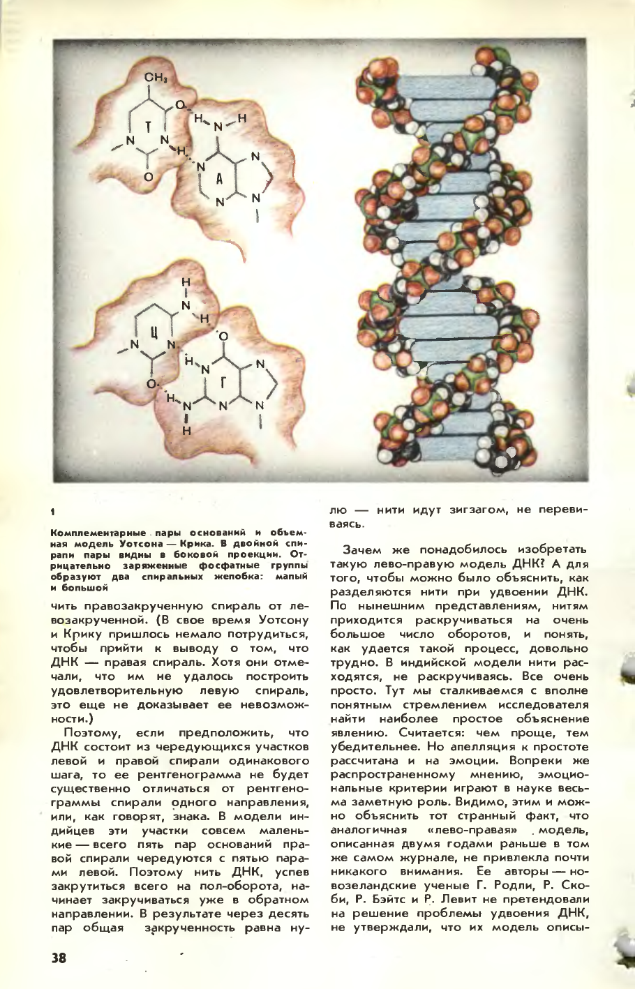 CH₃
O
H
N
H
Т
N
N
H
N
N
А
O
N
N
H
N
H
O
Ц
N
N
H
N
N
Г
O
H
N
N
N
H
1
Комплементарные пары оснований и объем-
ная модель Уотсона — Крика. В двойной спи-
рали пары видны в боковой проекции. От-
рицательно заряженные фосфатные группы
образуют два спиральных желобка: малый
и большой
чить правозакрученную спираль от ле-
возакрученной. (В свое время Уотсону
и Крику пришлось немало потрудиться,
чтобы прийти к выводу о том, что
ДНК — правая спираль. Хотя они отме-
чали, что им не удалось построить
удовлетворительную левую спираль,
это еще не доказывает ее невозмож-
ности.)
Поэтому, если предположить, что
ДНК состоит из чередующихся участков
левой и правой спирали одинакового
шага, то ее рентгенограмма не будет
существенно отличаться от рентгено-
граммы спирали одного направления,
или, как говорят, знака. В модели ин-
дийцев эти участки совсем малень-
кие — всего пять пар оснований пра-
вой спирали чередуются с пятью пара-
ми левой. Поэтому нить ДНК, успев
закрутиться всего на пол-оборота, на-
чинает закручиваться уже в обратном
направлении. В результате через десять
пар общая закрученность равна ну-
38
лю — нити идут зигзагом, не переви-
ваясь.
Зачем же понадобилось изобретать
такую лево-правую модель ДНК? А для
того, чтобы можно было объяснить, как
разделяются нити при удвоении ДНК.
По нынешним представлениям, нитям
приходится раскручиваться на очень
большое число оборотов, и понять,
как удается такой процесс, довольно
трудно. В индийской модели нити рас-
ходятся, не раскручиваясь. Все очень
просто. Тут мы сталкиваемся с вполне
понятным стремлением исследователя
найти наиболее простое объяснение
явлению. Считается: чем проще, тем
убедительнее. Но апелляция к простоте
рассчитана и на эмоции. Вопреки же
распространенному мнению, эмоцио-
нальные критерии играют в науке весь-
ма заметную роль. Видимо, этим и мож-
но объяснить тот странный факт, что
аналогичная «лево-правая» модель,
описанная двумя годами раньше в том
же самом журнале, не привлекла почти
никакого внимания. Ее авторы — но-
возеландские ученые Г. Родли, Р. Ско-
би, Р. Бэйтс и Р. Левит не претендовали
на решение проблемы удвоения ДНК,
не утверждали, что их модель описы-